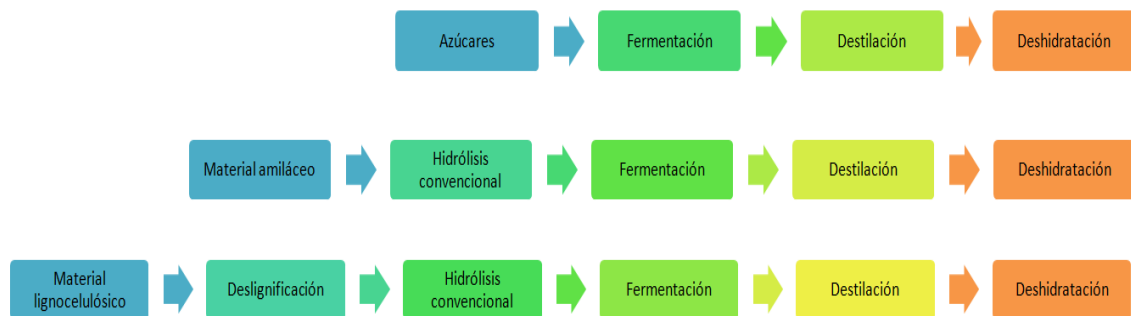 Azúcares
Fermentación
Destilación
Deshidratación
Material amiláceo
Hidrólisis
convencional
Fermentación
Destilación
Deshidratación
Material
lignocelulósico
Deslignificación
Hidrólisis
convencional
Fermentación
Destilación
Deshidratación